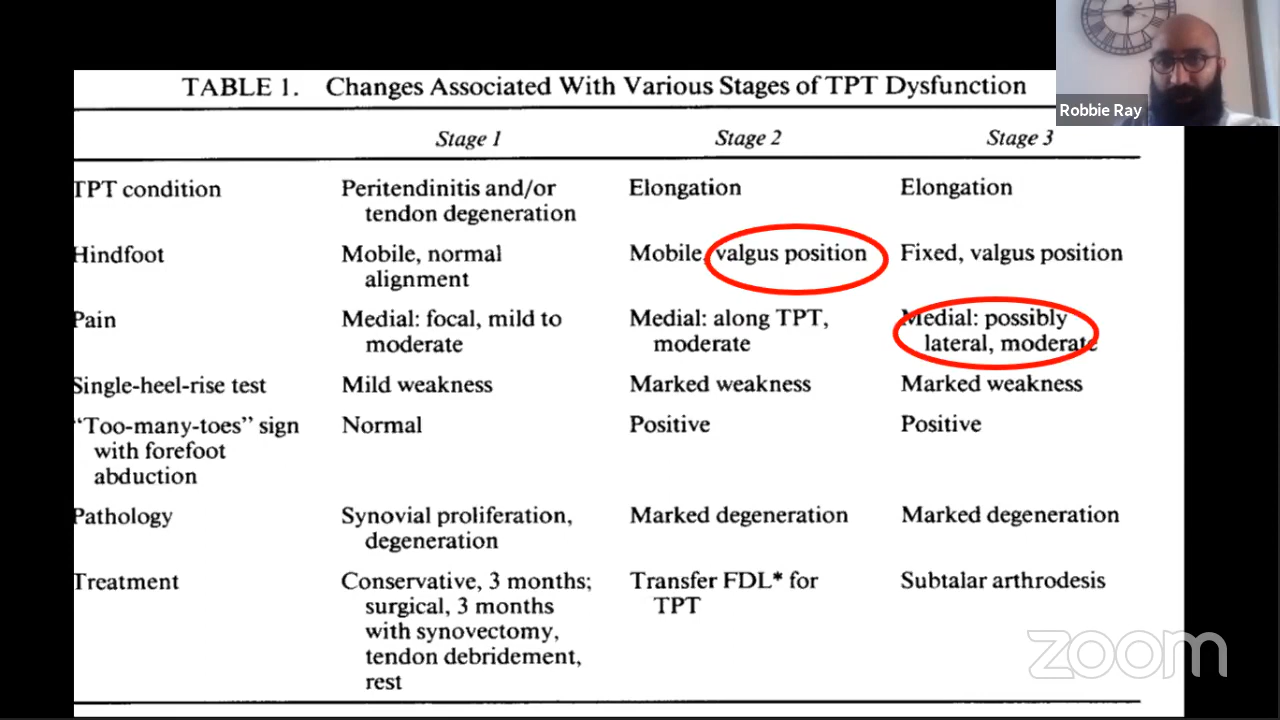 TABLE 1. Changes Associated With Various Stages of TPT Dysfunction
Robbie Ray
Stage 1 Stage 2 Stage 3
TPT condition Peritendinitis and/or Elongation Elongation
tendon degeneration
Hindfoot Mobile, normal Mobile, valgus position Fixed, valgus position
alignment
Pain Medial: focal, mild to Medial: along TPT, Medial: possibly
moderate moderate lateral, moderate
Single-heel-rise test Mild weakness Marked weakness Marked weakness
“Too-many-toes” sign Normal Positive Positive
with forefoot
abduction
Pathology Synovial proliferation, Marked degeneration Marked degeneration
degeneration
Treatment Conservative, 3 months; Transfer FDL* for Subtalar arthrodesis
surgical, 3 months TPT
with synovectomy,
tendon debridement,
rest
zoom